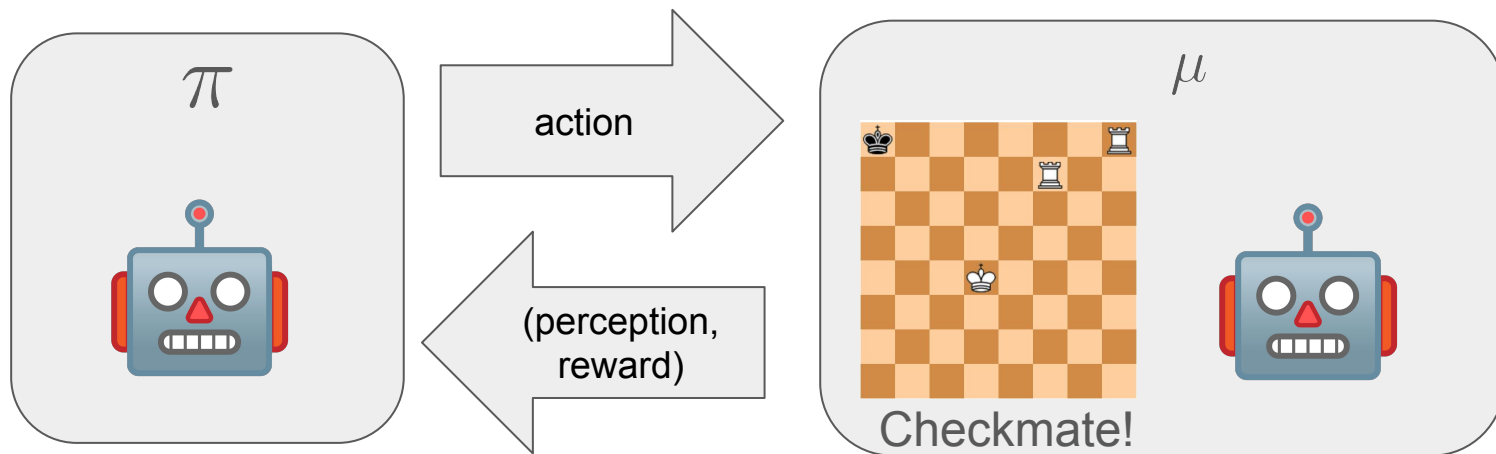 π
action
(perception,
reward)
μ
Checkmate!